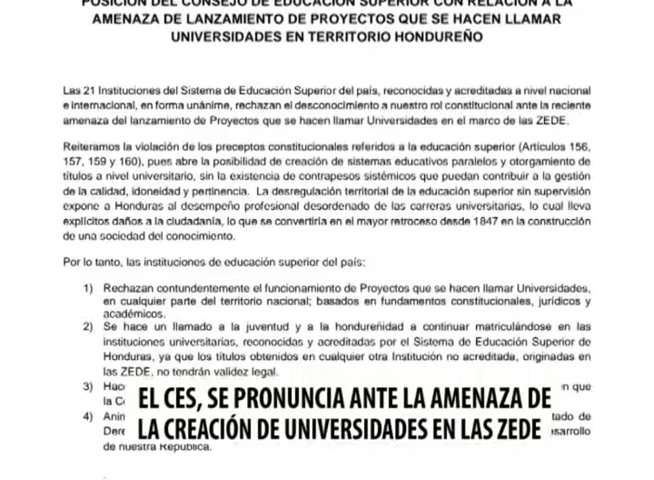 POSICIÓN DEL CONSEJO DE EDUCACIÓN SUPERIOR CON RELACIÓN A LA
AMENAZA DE LANZAMIENTO DE PROYECTOS QUE SE HACEN LLAMAR
UNIVERSIDADES EN TERRITORIO HONDUREÑO
Las 21 Instituciones del Sistema de Educación Superior del país, reconocidas y acreditadas a nivel nacional
e internacional, en forma unánime, rechazan el desconocimiento a nuestro rol constitucional ante la reciente
amenaza del lanzamiento de Proyectos que se hacen llamar Universidades en el marco de las ZEDE.
Reiteramos la violación de los preceptos constitucionales referidos a la educación superior (Artículos 156,
157, 159 y 160), pues abre la posibilidad de creación de sistemas educativos paralelos y otorgamiento de
títulos a nivel universitario, sin la existencia de contrapesos sistémicos que puedan contribuir a la gestión
de la calidad, idoneidad y pertinencia. La desregulación territorial de la educación superior sin supervisión
expone a Honduras al desempeño profesional desordenado de las carreras universitarias, lo cual lleva
explícitos daños a la ciudadanía, lo que se convertiría en el mayor retroceso desde 1847 en la construcción
de una sociedad del conocimiento.
Por lo tanto, las instituciones de educación superior del país:
1) Rechazan contundentemente el funcionamiento de Proyectos que se hacen llamar Universidades,
en cualquier parte del territorio nacional; basados en fundamentos constitucionales, jurídicos y
académicos.
2) Se hace un llamado a la juventud y a la hondureñidad a continuar matriculándose en las
instituciones universitarias, reconocidas y acreditadas por el Sistema de Educación Superior de
Honduras, ya que los títulos obtenidos en cualquier otra Institución no acreditada, originadas en
las ZEDE, no tendrán validez legal.
3) Hac que
la C
4) Anin tado de
Dere sarrollo
de nuestra República.
EL CES, SE PRONUNCIA ANTE LA AMENAZA DE
LA CREACIÓN DE UNIVERSIDADES EN LAS ZEDE